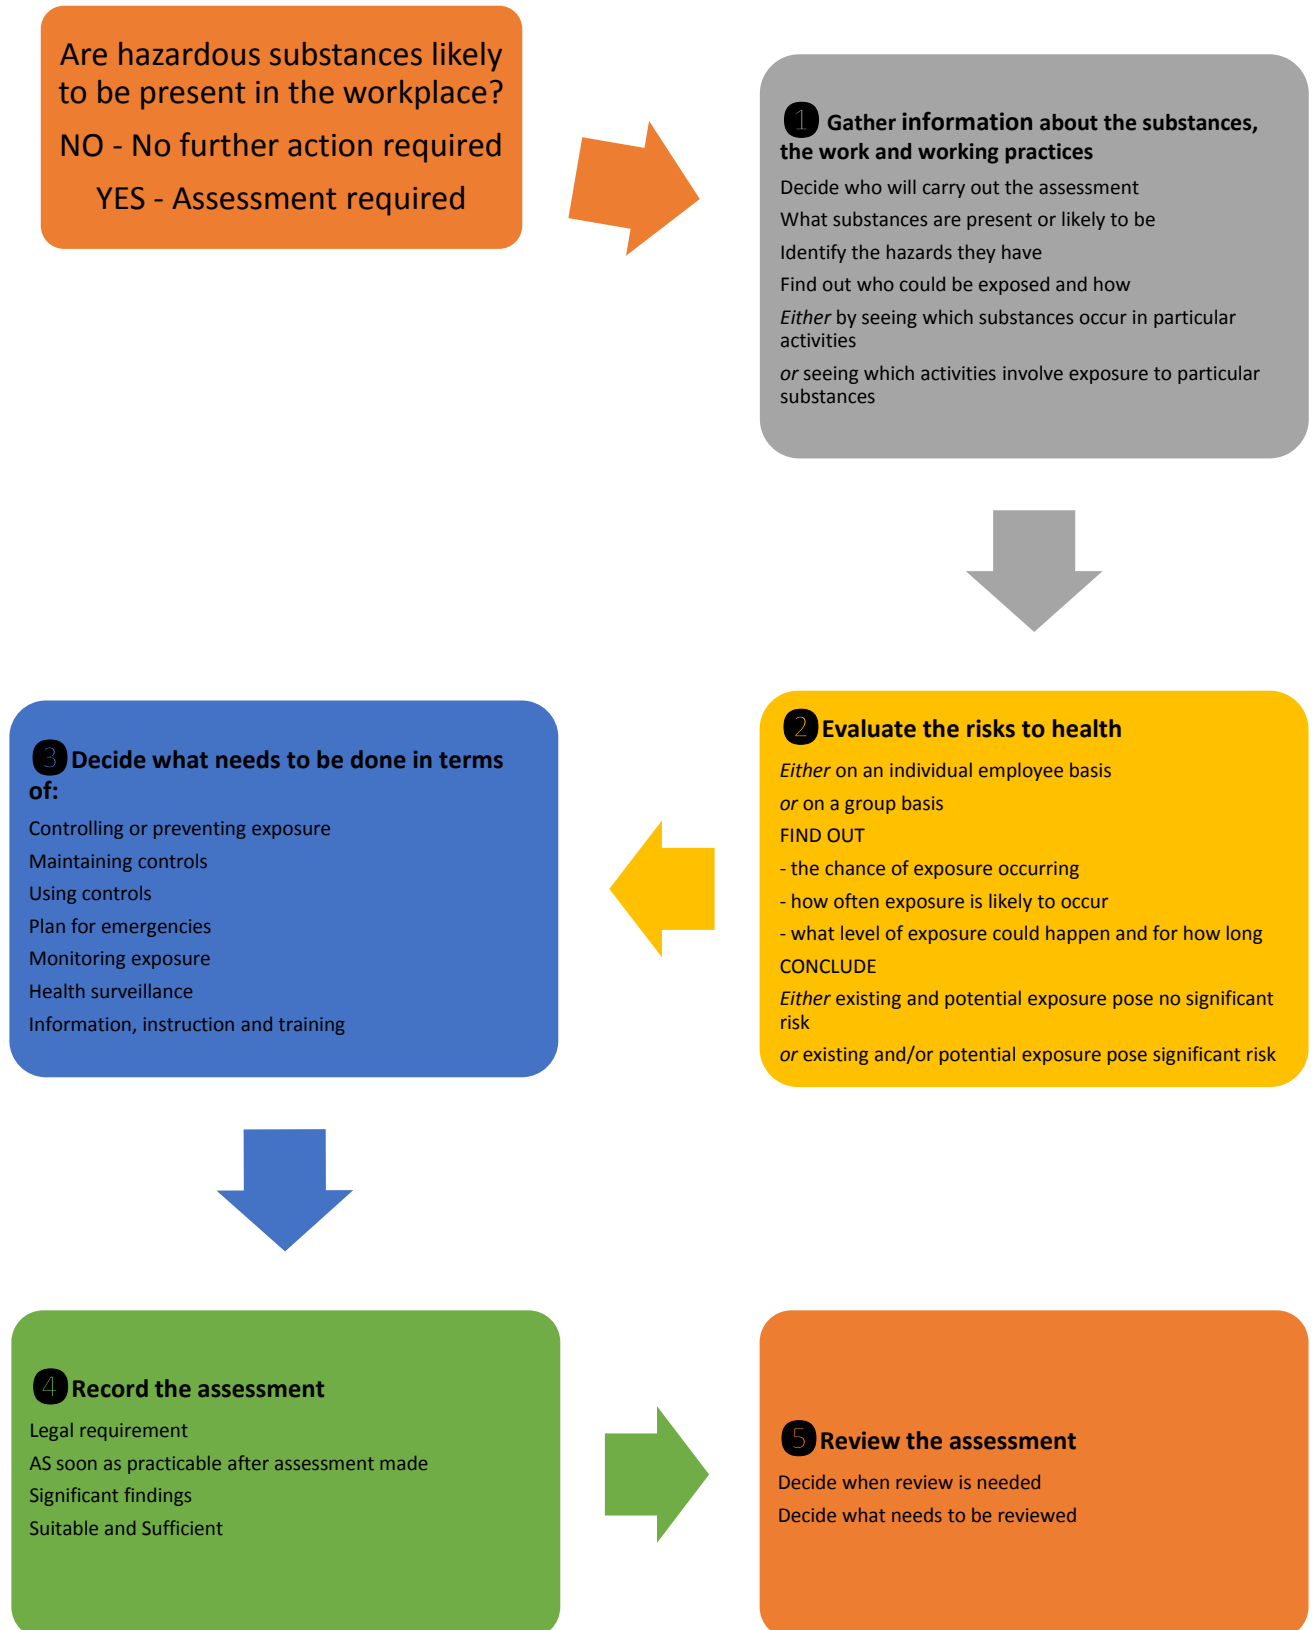 Are hazardous substances likely
to be present in the workplace?
NO - No further action required
YES - Assessment required
❶ Gather information about the substances,
the work and working practices
Decide who will carry out the assessment
What substances are present or likely to be
Identify the hazards they have
Find out who could be exposed and how
Either by seeing which substances occur in particular
activities
or seeing which activities involve exposure to particular
substances
❷Evaluate the risks to health
Either on an individual employee basis
or on a group basis
FIND OUT
- the chance of exposure occurring
- how often exposure is likely to occur
- what level of exposure could happen and for how long
CONCLUDE
Either existing and potential exposure pose no significant
risk
or existing and/or potential exposure pose significant risk
❸Decide what needs to be done in terms
of:
Controlling or preventing exposure
Maintaining controls
Using controls
Plan for emergencies
Monitoring exposure
Health surveillance
Information, instruction and training
❹Record the assessment
Legal requirement
AS soon as practicable after assessment made
Significant findings
Suitable and Sufficient
❺Review the assessment
Decide when review is needed
Decide what needs to be reviewed